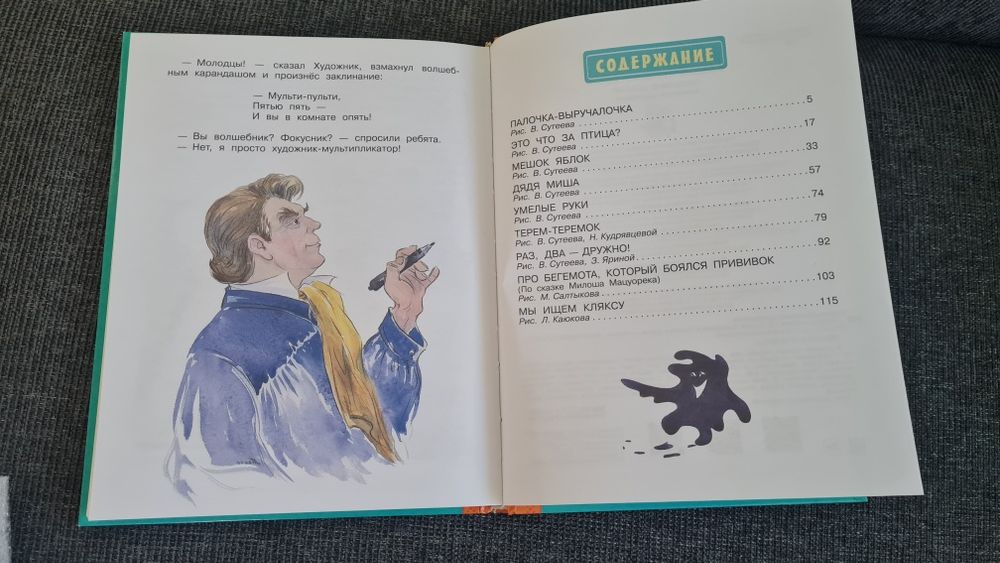 — Молодцы! — сказал Художник, взмахнул волшеб-
ным карандашом и произнёс заклинание:
— Мульти-пульти,
Пятью пять —
И вы в комнате опять!
— Вы волшебник? Фокусник? — спросили ребята.
— Нет, я просто художник-мультипликатор!
СОДЕРЖАНИЕ
ПАЛОЧКА-ВЫРУЧАЛОЧКА
Рис. В. Сутеева 5
ЭТО ЧТО ЗА ПТИЦА?
Рис. В. Сутеева 17
МЕШОК ЯБЛОК
Рис. В. Сутеева 33
ДЯДЯ МИША
Рис. В. Сутеева 57
УМЕЛЫЕ РУКИ
Рис. В. Сутеева 74
ТЕРЕМ-ТЕРЕМОК
Рис. В. Сутеева, Н. Кудрявцевой 79
РАЗ, ДВА — ДРУЖНО!
Рис. В. Сутеева, З. Яриной 92
ПРО БЕГЕМОТА, КОТОРЫЙ БОЯЛСЯ ПРИВИВОК
(По сказке Милоша Мацоурека)
Рис. М. Салтыкова 103
МЫ ИЩЕМ КЛЯКСУ
Рис. Л. Каюкова 115